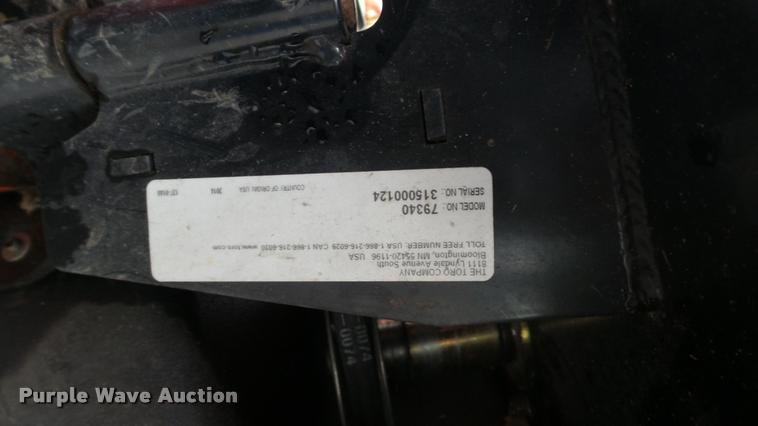 THE TORO COMPANY
8111 Lyndale Avenue South
Bloomington, MN 55420-1196 USA
TOLL FREE NUMBER: USA 1-866-216-6029 CAN 1-866-216-6030 www.toro.com
MODEL NO.: 79340
SERIAL NO.: 315000124
COUNTRY OF ORIGIN: USA 2014
0074
Purple Wave Auction